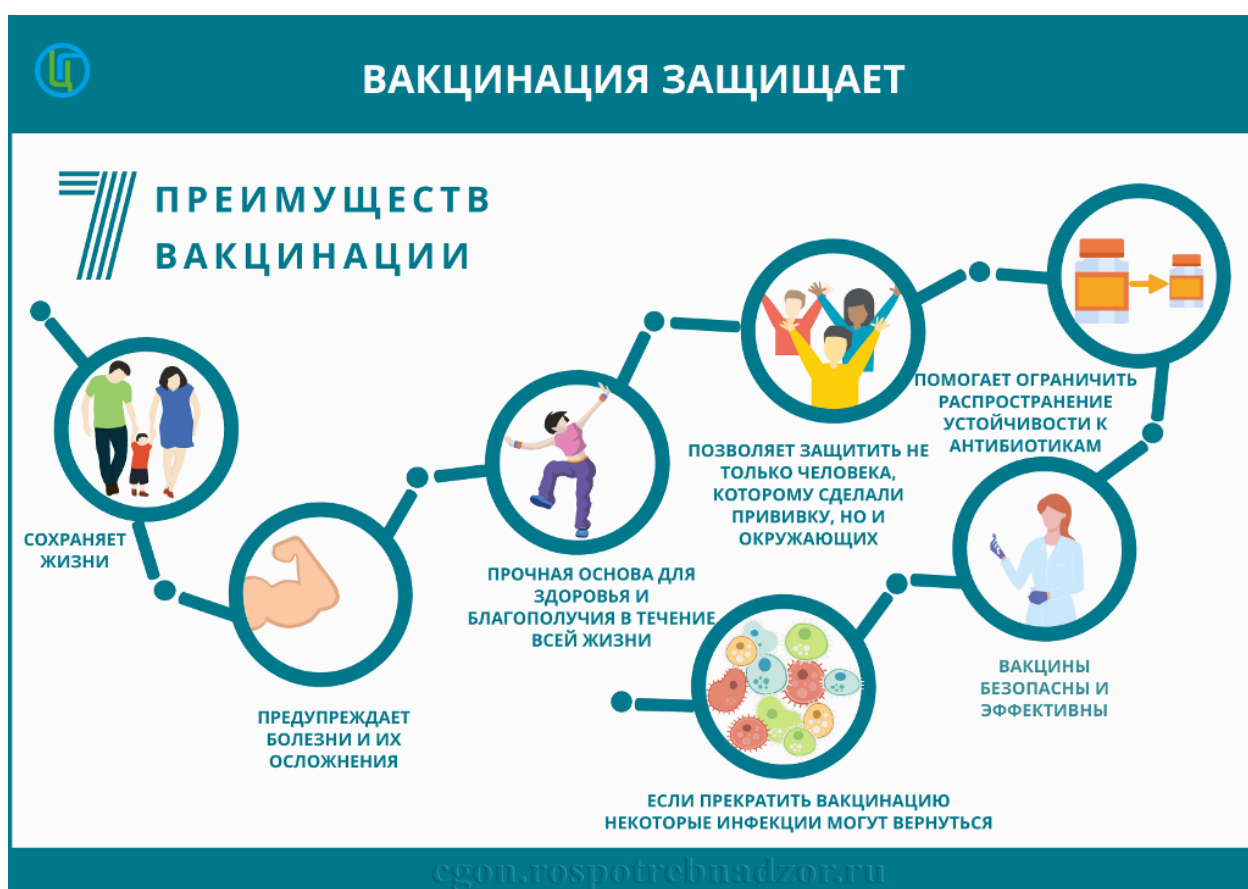 ВАКЦИНАЦИЯ ЗАЩИЩАЕТ
7 ПРЕИМУЩЕСТВ
ВАКЦИНАЦИИ
СОХРАНЯЕТ
ЖИЗНИ
ПРЕДУПРЕЖДАЕТ
БОЛЕЗНИ И ИХ
ОСЛОЖНЕНИЯ
ПРОЧНАЯ ОСНОВА ДЛЯ
ЗДОРОВЬЯ И
БЛАГОПОЛУЧИЯ В ТЕЧЕНИЕ
ВСЕЙ ЖИЗНИ
ПОЗВОЛЯЕТ ЗАЩИТИТЬ НЕ
ТОЛЬКО ЧЕЛОВЕКА,
КОТОРОМУ СДЕЛАЛИ
ПРИВИВКУ, НО И
ОКРУЖАЮЩИХ
ПОМОГАЕТ ОГРАНИЧИТЬ
РАСПРОСТРАНЕНИЕ
УСТОЙЧИВОСТИ К
АНТИБИОТИКАМ
ВАКЦИНЫ
БЕЗОПАСНЫ И
ЭФФЕКТИВНЫ
ЕСЛИ ПРЕКРАТИТЬ ВАКЦИНАЦИЮ
НЕКОТОРЫЕ ИНФЕКЦИИ МОГУТ ВЕРНУТЬСЯ
cgon.rospotrebnadzor.ru